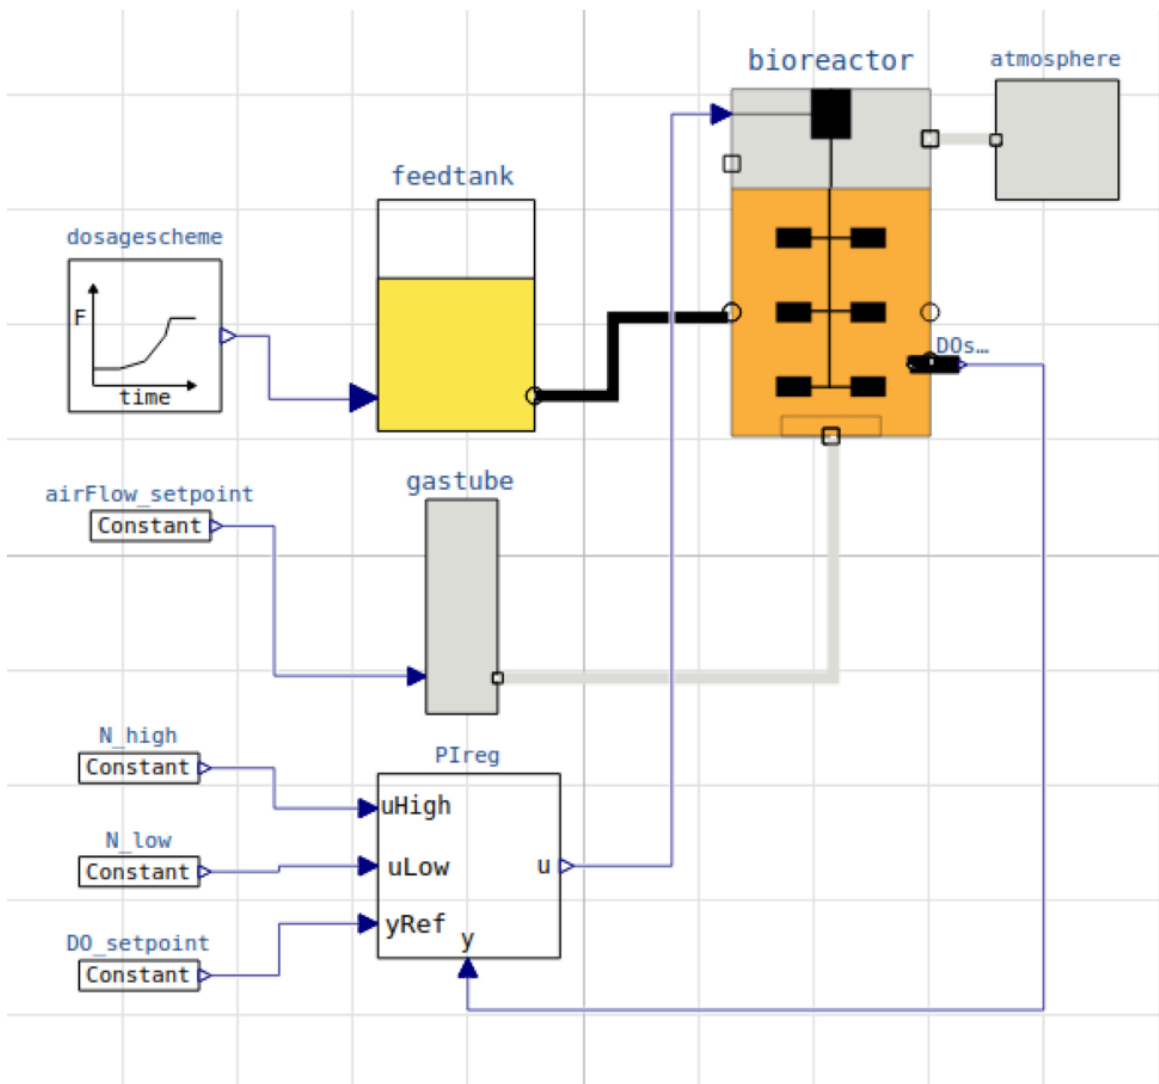 bioreactor
atmosphere
feedtank
dosagescheme
F
time
DOs…
gastube
airFlow_setpoint
Constant
N_high
Constant
PIreg
uHigh
N_low
Constant
uLow
u
yRef
y
DO_setpoint
Constant